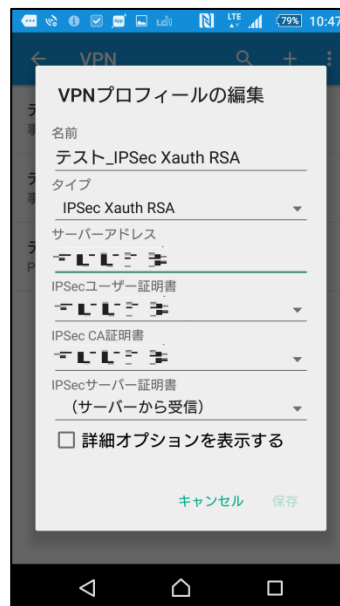 LTE 79% 10:47
VPN
VPNプロフィールの編集
名前
テスト_IPSec Xauth RSA
タイプ
IPSec Xauth RSA
サーバーアドレス
IPSecユーザー証明書
IPSec CA証明書
IPSecサーバー証明書
（サーバーから受信）
詳細オプションを表示する
キャンセル 保存